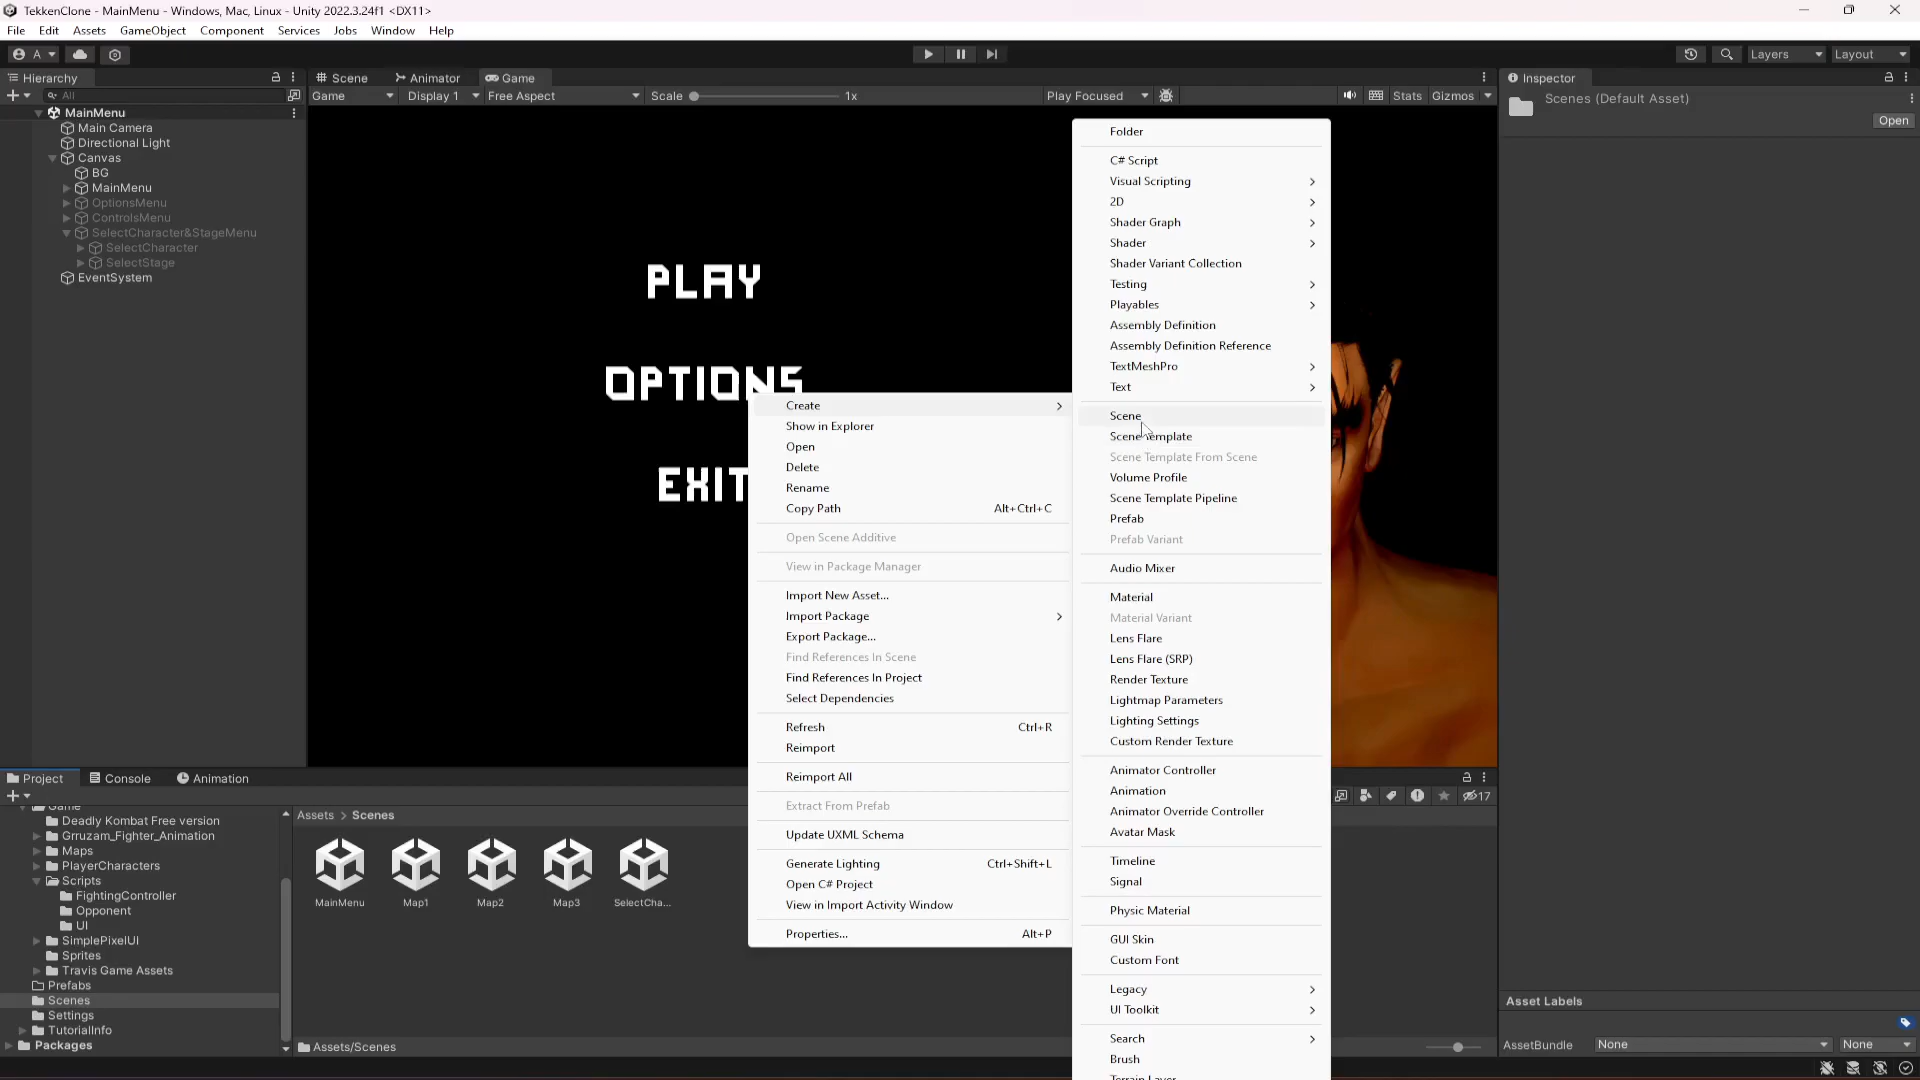 TekkenClone - MainMenu - Windows, Mac, Linux - Unity 2022.3.24f1 <DX11>
File Edit Assets GameObject Component Services Jobs Window Help
A Layers Layout
Hierarchy
All
MainMenu
Main Camera
Directional Light
Canvas
BG
MainMenu
OptionsMenu
ControlsMenu
SelectCharacter&StageMenu
SelectCharacter
SelectStage
EventSystem
Scene Animator Game
Game Display 1 Free Aspect Scale 1x Play Focused Stats Gizmos
PLAY
OPTIONS
EXIT
Create
Show in Explorer
Open
Delete
Rename
Copy Path Alt+Ctrl+C
Open Scene Additive
View in Package Manager
Import New Asset...
Import Package
Export Package...
Find References In Scene
Find References In Project
Select Dependencies
Refresh Ctrl+R
Reimport
Reimport All
Extract From Prefab
Update UXML Schema
Generate Lighting Ctrl+Shift+L
Open C# Project
View in Import Activity Window
Properties... Alt+P
Folder
C# Script
Visual Scripting
2D
Shader Graph
Shader
Shader Variant Collection
Testing
Playables
Assembly Definition
Assembly Definition Reference
TextMeshPro
Text
Scene
Scene Template
Scene Template From Scene
Volume Profile
Scene Template Pipeline
Prefab
Prefab Variant
Audio Mixer
Material
Material Variant
Lens Flare
Lens Flare (SRP)
Render Texture
Lightmap Parameters
Lighting Settings
Custom Render Texture
Animator Controller
Animation
Animator Override Controller
Avatar Mask
Timeline
Signal
Physic Material
GUI Skin
Custom Font
Legacy
UI Toolkit
Search
Brush
Terrain Layer
Inspector
Scenes (Default Asset)
Open
Asset Labels
AssetBundle None None
Project Console Animation
17
Game
Deadly Kombat Free version
Grruzam_Fighter_Animation
Maps
PlayerCharacters
Scripts
FightingController
Opponent
UI
SimplePixelUI
Sprites
Travis Game Assets
Prefabs
Scenes
Settings
TutorialInfo
Packages
Assets > Scenes
MainMenu Map1 Map2 Map3 SelectCha...
Assets/Scenes